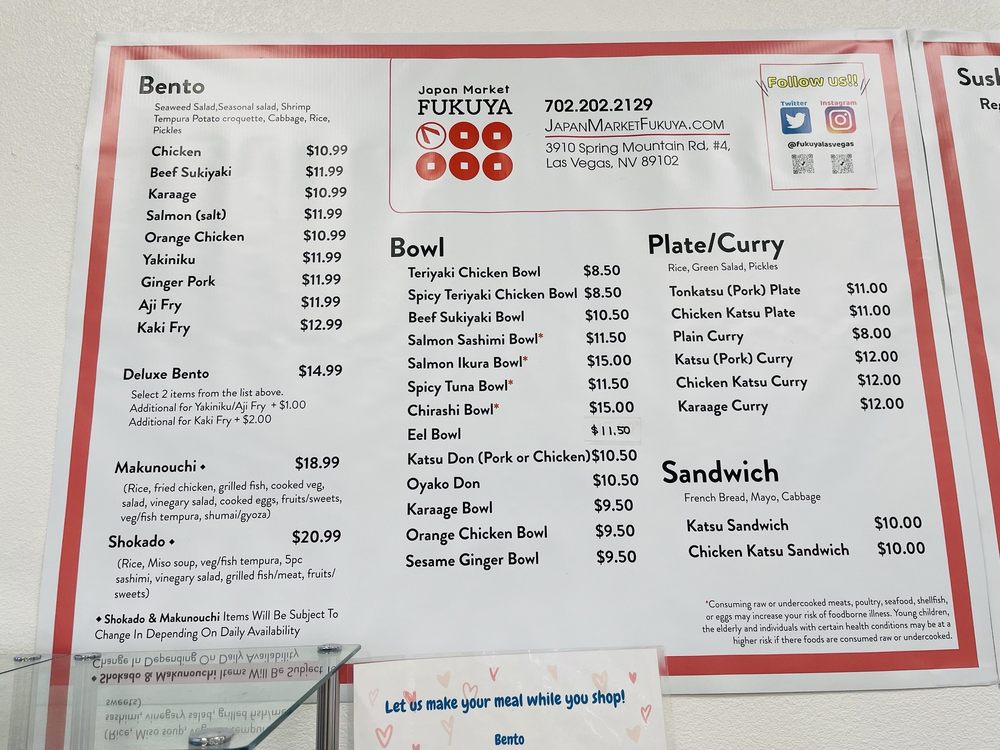 Bento
Seaweed Salad,Seasonal salad, Shrimp
Tempura Potato croquette, Cabbage, Rice,
Pickles
Chicken $10.99
Beef Sukiyaki $11.99
Karaage $10.99
Salmon (salt) $11.99
Orange Chicken $10.99
Yakiniku $11.99
Ginger Pork $11.99
Aji Fry $11.99
Kaki Fry $12.99
Deluxe Bento $14.99
Select 2 items from the list above.
Additional for Yakiniku/Aji Fry + $1.00
Additional for Kaki Fry + $2.00
Makunouchi ♦ $18.99
(Rice, fried chicken, grilled fish, cooked veg,
salad, vinegary salad, cooked eggs, fruits/sweets,
veg/fish tempura, shumai/gyoza)
Shokado ♦ $20.99
(Rice, Miso soup, veg/fish tempura, 5pc
sashimi, vinegary salad, grilled fish/meat, fruits/
sweets)
♦ Shokado & Makunouchi Items Will Be Subject To
Change In Depending On Daily Availability
Japan Market
FUKUYA
702.202.2129
JAPANMARKETFUKUYA.COM
3910 Spring Mountain Rd, #4,
Las Vegas, NV 89102
Follow us!!
Twitter Instagram
@fukuyalasvegas
Bowl
Teriyaki Chicken Bowl $8.50
Spicy Teriyaki Chicken Bowl $8.50
Beef Sukiyaki Bowl $10.50
Salmon Sashimi Bowl* $11.50
Salmon Ikura Bowl* $15.00
Spicy Tuna Bowl* $11.50
Chirashi Bowl* $15.00
Eel Bowl $11.50
Katsu Don (Pork or Chicken)$10.50
Oyako Don $10.50
Karaage Bowl $9.50
Orange Chicken Bowl $9.50
Sesame Ginger Bowl $9.50
Plate/Curry
Rice, Green Salad, Pickles
Tonkatsu (Pork) Plate $11.00
Chicken Katsu Plate $11.00
Plain Curry $8.00
Katsu (Pork) Curry $12.00
Chicken Katsu Curry $12.00
Karaage Curry $12.00
Sandwich
French Bread, Mayo, Cabbage
Katsu Sandwich $10.00
Chicken Katsu Sandwich $10.00
*Consuming raw or undercooked meats, poultry, seafood, shellfish,
or eggs may increase your risk of foodborne illness. Young children,
the elderly and individuals with certain health conditions may be at a
higher risk if there foods are consumed raw or undercooked.
Let us make your meal while you shop!
Bento